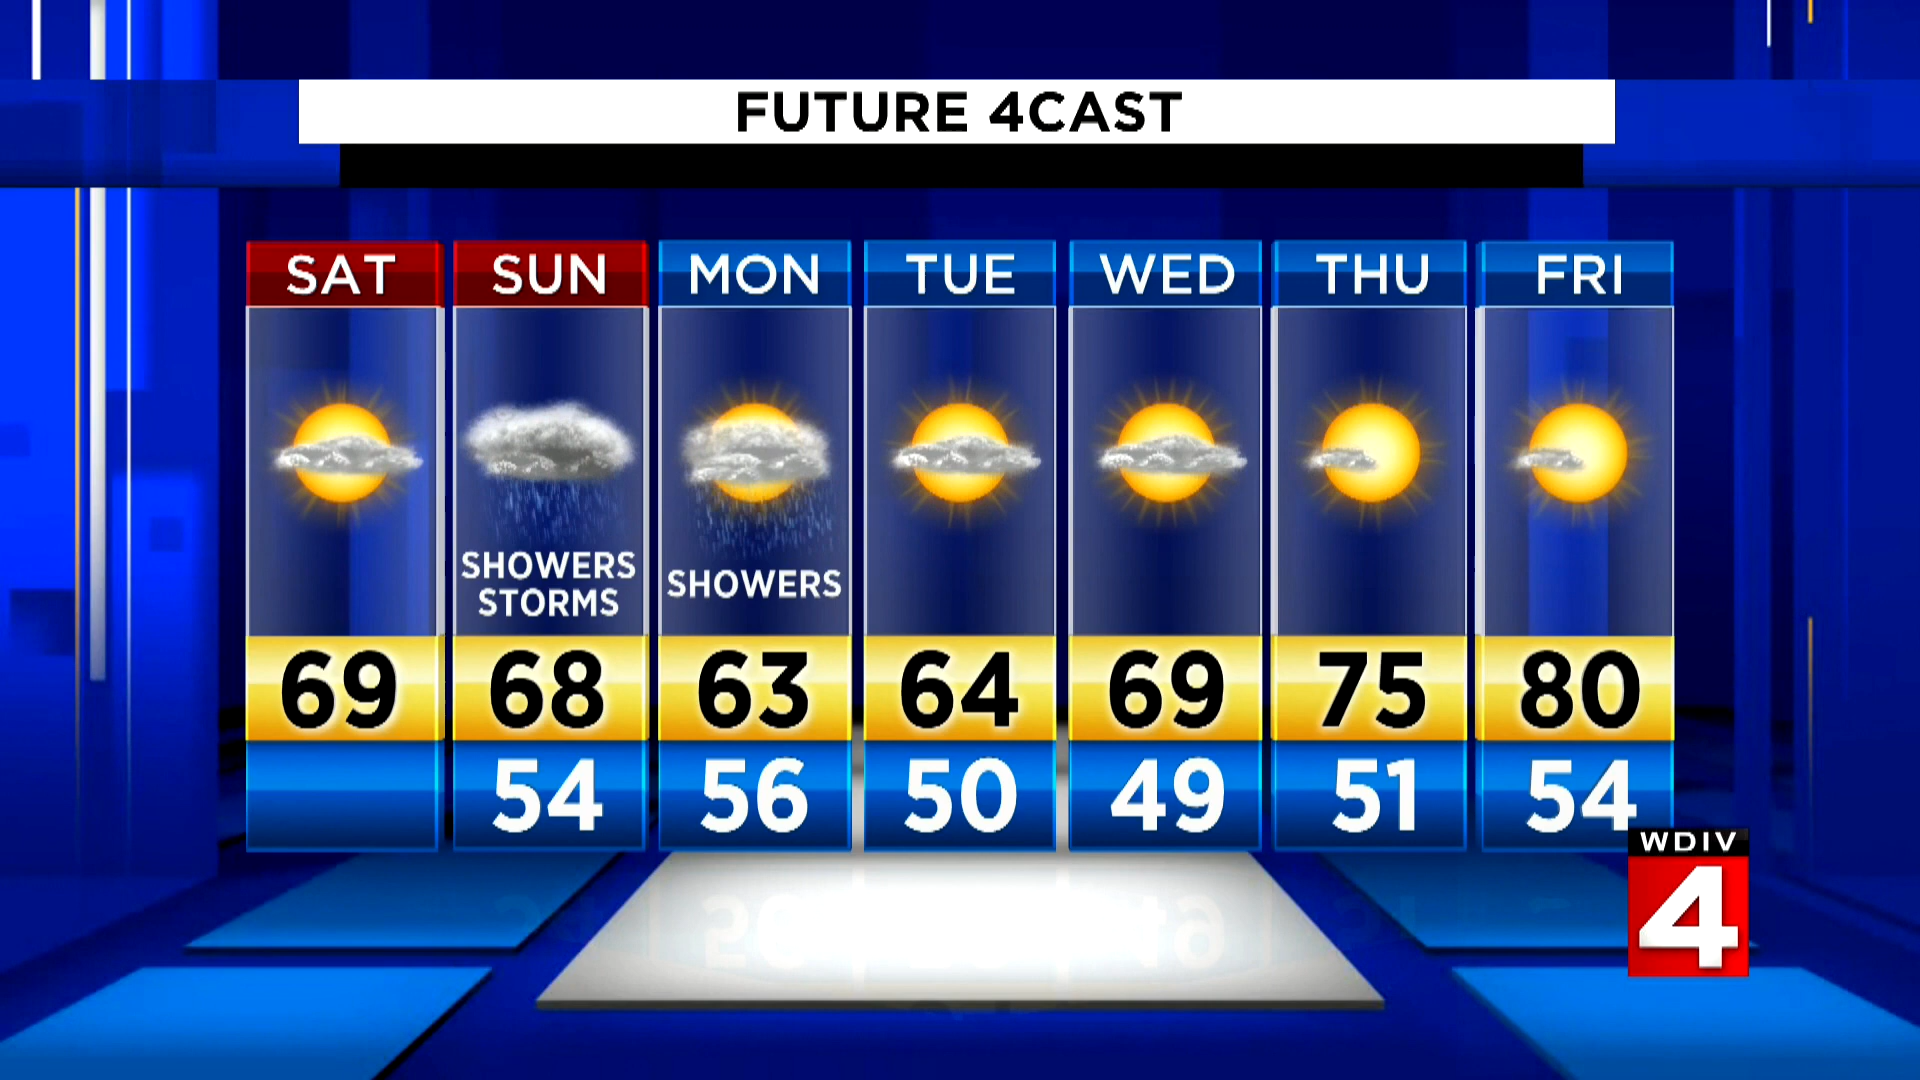 FUTURE 4CAST
SAT SUN MON TUE WED THU FRI
SHOWERS
STORMS
SHOWERS
69 68 63 64 69 75 80
54 56 50 49 51 54
WDIV
4